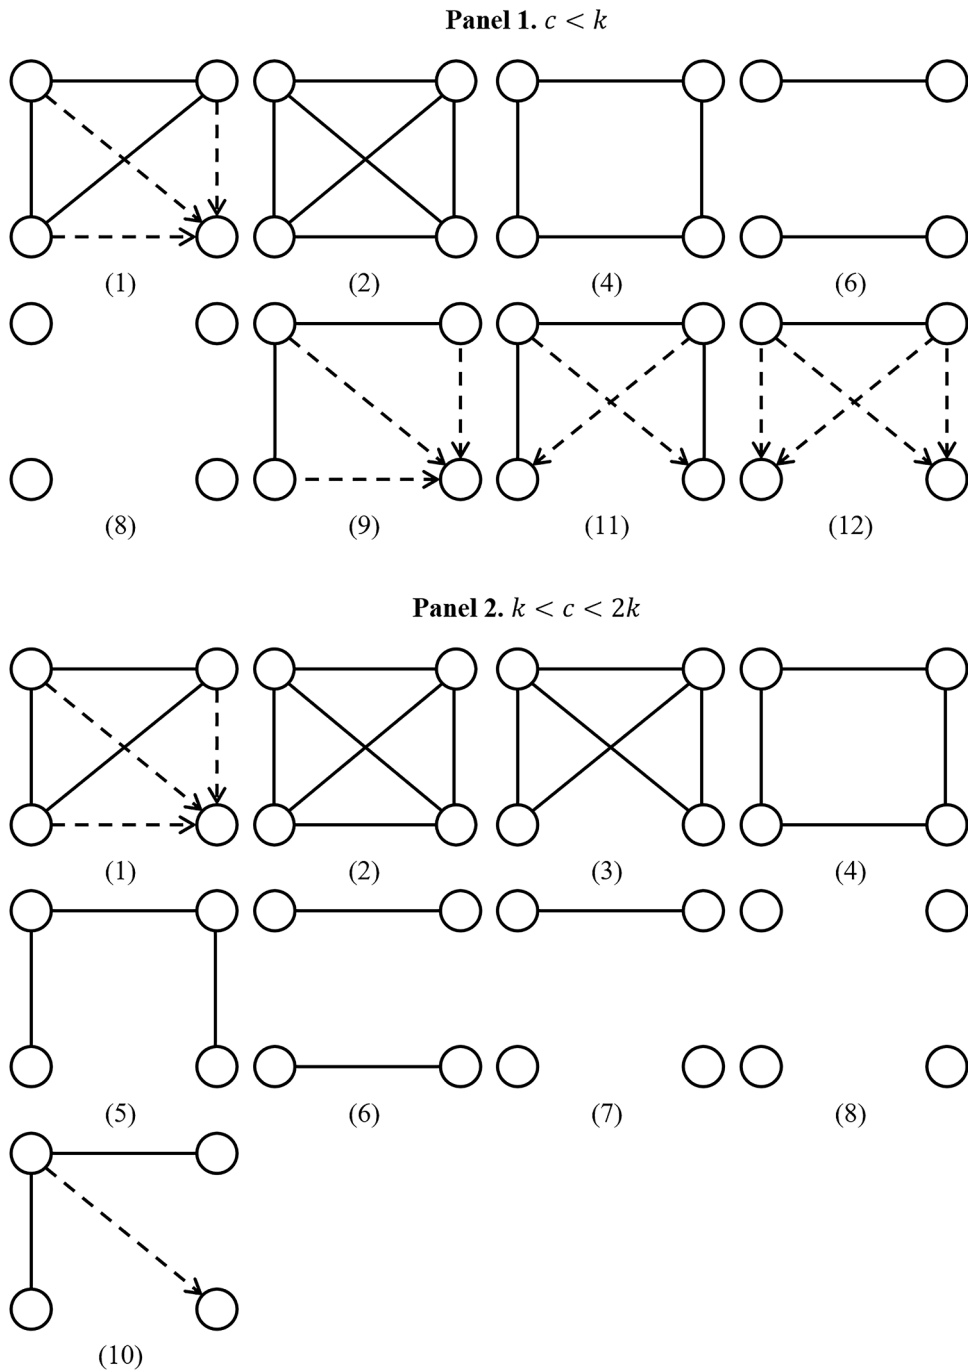 Panel 1. c < k
(1) (2) (4) (6)
(8) (9) (11) (12)
Panel 2. k < c < 2k
(1) (2) (3) (4)
(5) (6) (7) (8)
(10)